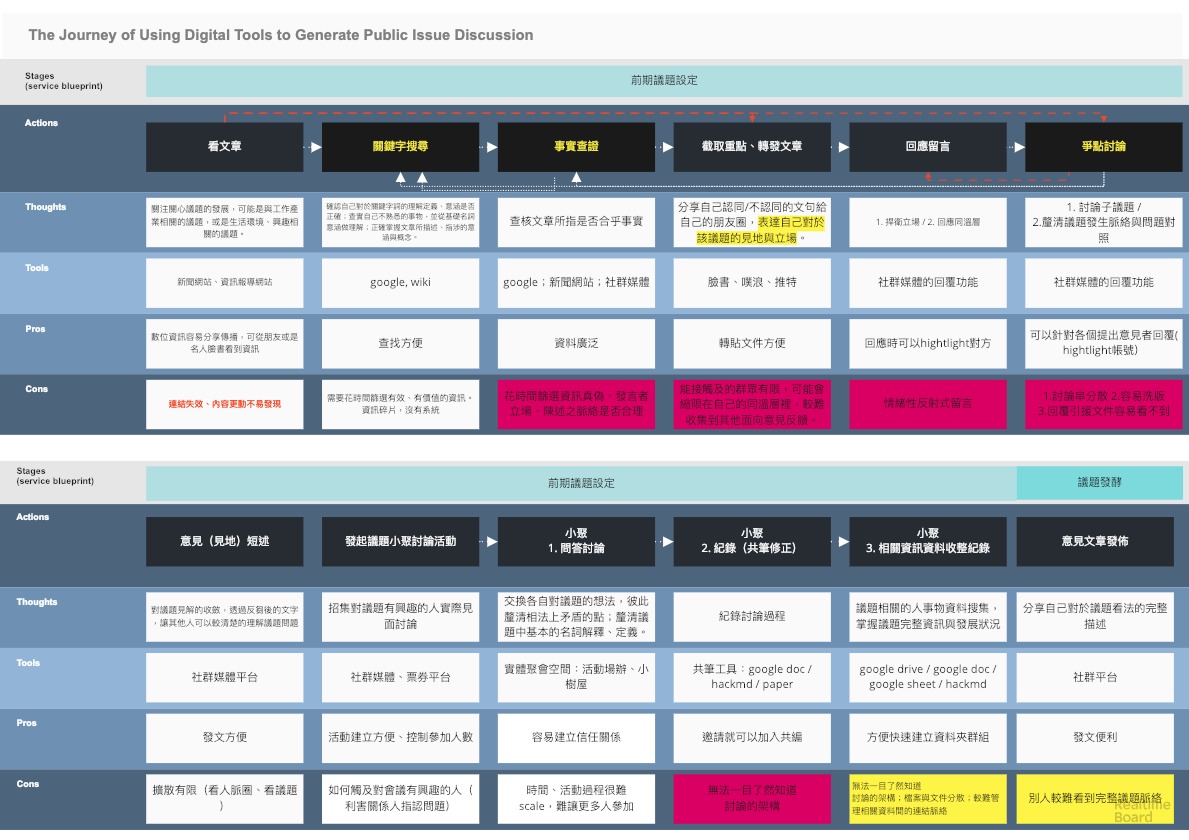 The Journey of Using Digital Tools to Generate Public Issue Discussion
Stages
(service blueprint)
前期議題設定
Actions
看文章
關鍵字搜尋
事實查證
截取重點、轉發文章
回應留言
爭點討論
Thoughts
關注關心議題的發展，可能是與工作產
業相關的議題，或是生活環境、興趣相
關的議題。
確認自己對於關鍵字詞的理解定義、意涵是否
正確；查實自己不熟悉的事物，並從基礎名詞
意涵做理解；正確掌握文章所描述、指涉的意
涵與概念。
查核文章所指是否合乎事實
分享自己認同/不認同的文句給
自己的朋友圈，表達自己對於
該議題的見地與立場。
1. 捍衛立場 / 2. 回應同溫層
1. 討論子議題 /
2.釐清議題發生脈絡與問題對
照
Tools
新聞網站、資訊報導網站
google, wiki
google；新聞網站；社群媒體
臉書、噗浪、推特
社群媒體的回覆功能
社群媒體的回覆功能
Pros
數位資訊容易分享傳播，可從朋友或是
名人臉書看到資訊
查找方便
資料廣泛
轉貼文件方便
回應時可以hightlight對方
可以針對各個提出意見者回覆(
hightlight帳號)
Cons
連結失效、內容更動不易發現
需要花時間篩選有效、有價值的資訊。
資訊碎片，沒有系統
花時間篩選資訊真偽、發言者
立場、陳述之脈絡是否合理
能接觸及的群眾有限，可能會
侷限在自己的同溫層裡，較難
收集到其他面向意見反饋。
情緒性反射式留言
1.討論串分散 2.容易洗版
3.回覆引援文件容易看不到
Stages
(service blueprint)
前期議題設定
議題發酵
Actions
意見（見地）短述
發起議題小聚討論活動
小聚
1. 問答討論
小聚
2. 紀錄（共筆修正）
小聚
3. 相關資訊資料收整紀錄
意見文章發佈
Thoughts
對議題見解的收斂，透過反芻後的文字
，讓其他人可以較清楚的理解議題問題
招集對議題有興趣的人實際見
面討論
交換各自對議題的想法，彼此
釐清相法上矛盾的點；釐清議
題中基本的名詞解釋、定義。
紀錄討論過程
議題相關的人事物資料搜集，
掌握議題完整資訊與發展狀況
分享自己對於議題看法的完整
描述
Tools
社群媒體平台
社群媒體、票券平台
實體聚會空間：活動場辦、小
樹屋
共筆工具：google doc /
hackmd / paper
google drive / google doc /
google sheet / hackmd
社群平台
Pros
發文方便
活動建立方便、控制參加人數
容易建立信任關係
邀請就可以加入共編
方便快速建立資料夾群組
發文便利
Cons
擴散有限（看人脈圈、看議題
）
如何觸及對會議有興趣的人（
利害關係人指認問題）
時間、活動過程很難
scale，難讓更多人參加
無法一目了然知道
討論的架構
無法一目了然知道
討論的架構；檔案與文件分散；較難管
理相關資料間的連結脈絡
別人較難看到完整議題脈絡
Realtime
Board